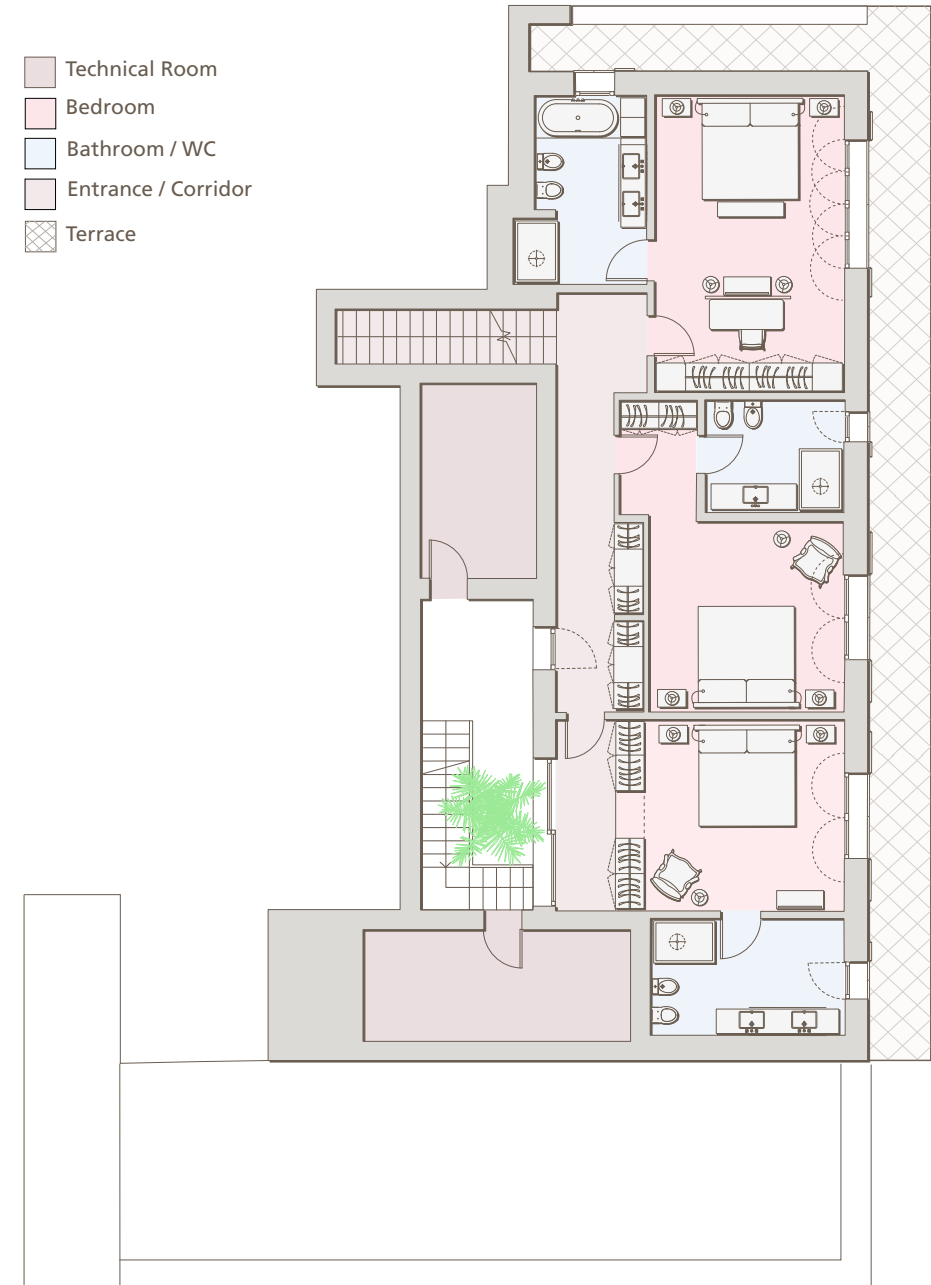 Technical Room
Bedroom
Bathroom / WC
Entrance / Corridor
Terrace